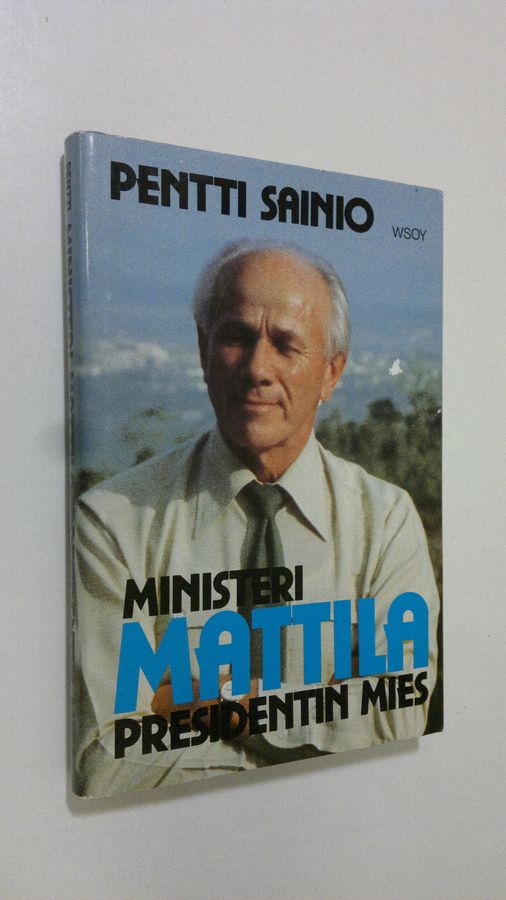 PENTTI SAINIO
WSOY
MINISTERI
MATTILA
PRESIDENTIN MIES